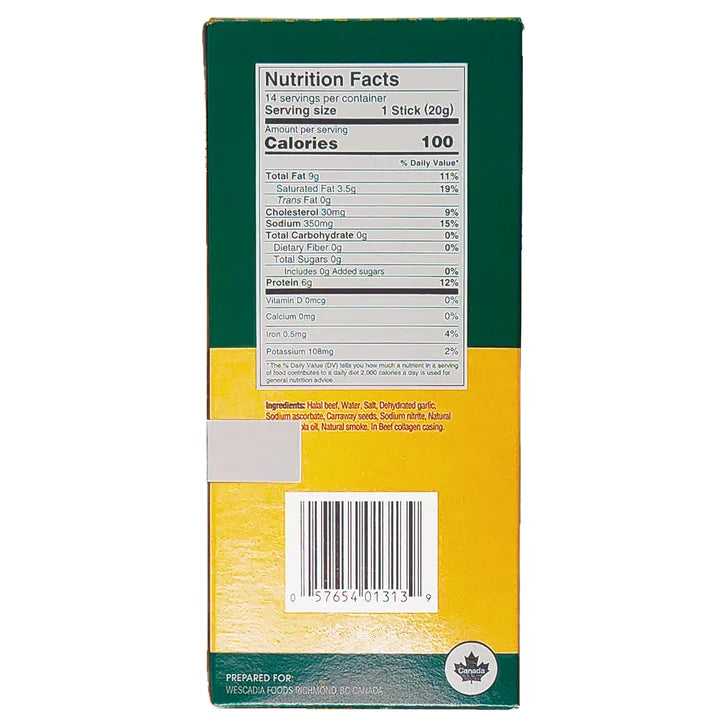 Nutrition Facts
14 servings per container
Serving size 1 Stick (20g)
Amount per serving
Calories 100
% Daily Value*
Total Fat 9g 11%
Saturated Fat 3.5g 19%
Trans Fat 0g
Cholesterol 30mg 9%
Sodium 350mg 15%
Total Carbohydrate 0g 0%
Dietary Fiber 0g 0%
Total Sugars 0g
Includes 0g Added sugars 0%
Protein 6g 12%
Vitamin D 0mcg 0%
Calcium 0mg 0%
Iron 0.5mg 4%
Potassium 108mg 2%
*The % Daily Value (DV) tells you how much a nutrient in a serving
of food contributes to a daily diet 2,000 calories a day is used for
general nutrition advice
Ingredients: Halal beef, Water, Salt, Dehydrated garlic,
Sodium ascorbate, Carraway seeds, Sodium nitrite, Natural
oil, Natural smoke, In Beef collagen casing.
0 57654 01313 9
Canada
PREPARED FOR:
WESCADIA FOODS RICHMOND, BC CANADA